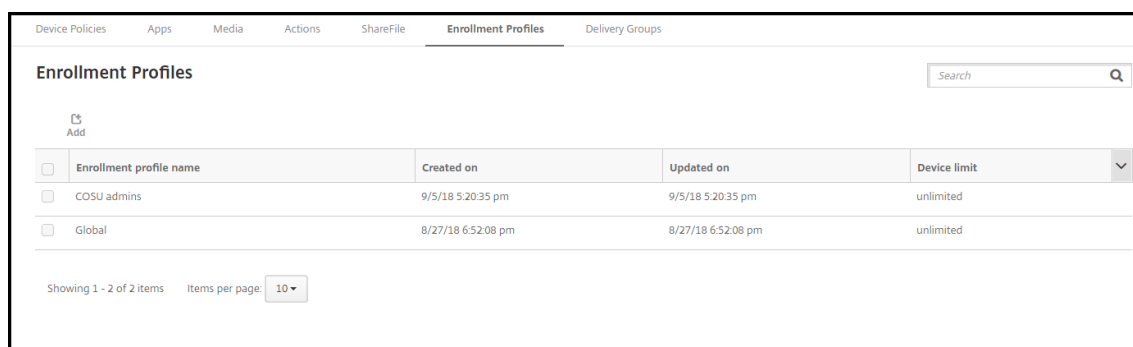 Device Policies Apps Media Actions ShareFile Enrollment Profiles Delivery Groups
Enrollment Profiles
Search
Add
Enrollment profile name Created on Updated on Device limit
COSU admins 9/5/18 5:20:35 pm 9/5/18 5:20:35 pm unlimited
Global 8/27/18 6:52:08 pm 8/27/18 6:52:08 pm unlimited
Showing 1 - 2 of 2 items Items per page: 10